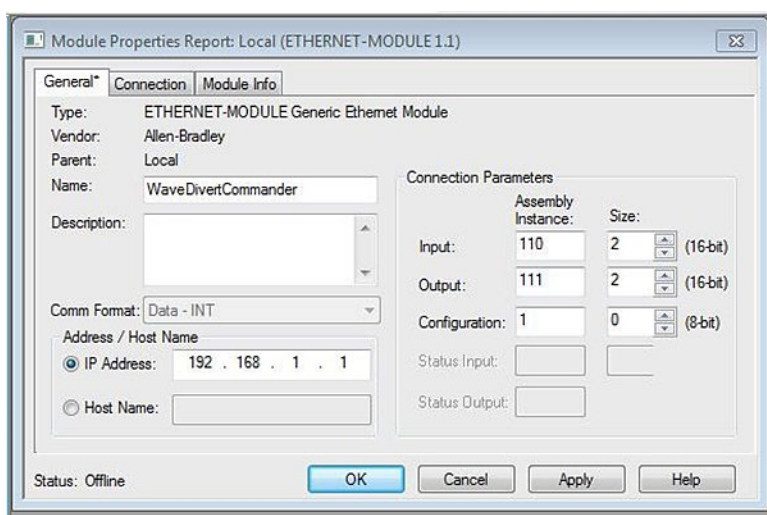 Module Properties Report: Local (ETHERNET-MODULE 1.1)
General* Connection Module Info
Type: ETHERNET-MODULE Generic Ethernet Module
Vendor: Allen-Bradley
Parent: Local
Name: WaveDivertCommander
Description:
Comm Format: Data - INT
Address / Host Name
IP Address: 192 . 168 . 1 . 1
Host Name:
Connection Parameters
Assembly Instance: Size:
Input: 110 2 (16-bit)
Output: 111 2 (16-bit)
Configuration: 1 0 (8-bit)
Status Input:
Status Output:
Status: Offline
OK Cancel Apply Help